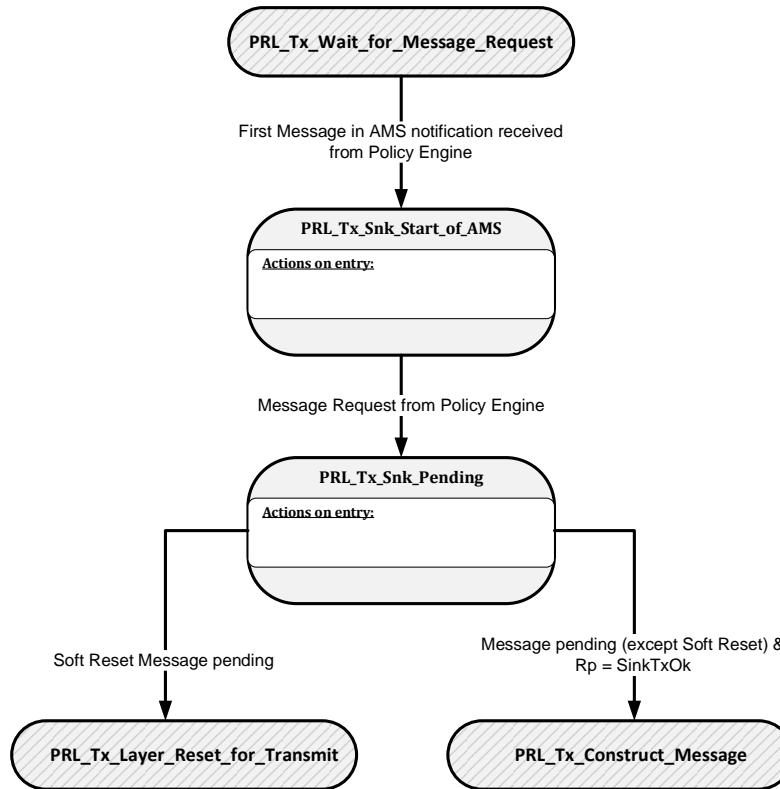 PRL_Tx_Wait_for_Message_Request
First Message in AMS notification received
from Policy Engine
PRL_Tx_Snk_Start_of_AMS
Actions on entry:
Message Request from Policy Engine
PRL_Tx_Snk_Pending
Actions on entry:
Soft Reset Message pending
Message pending (except Soft Reset) &
Rp = SinkTxOk
PRL_Tx_Layer_Reset_for_Transmit
PRL_Tx_Construct_Message